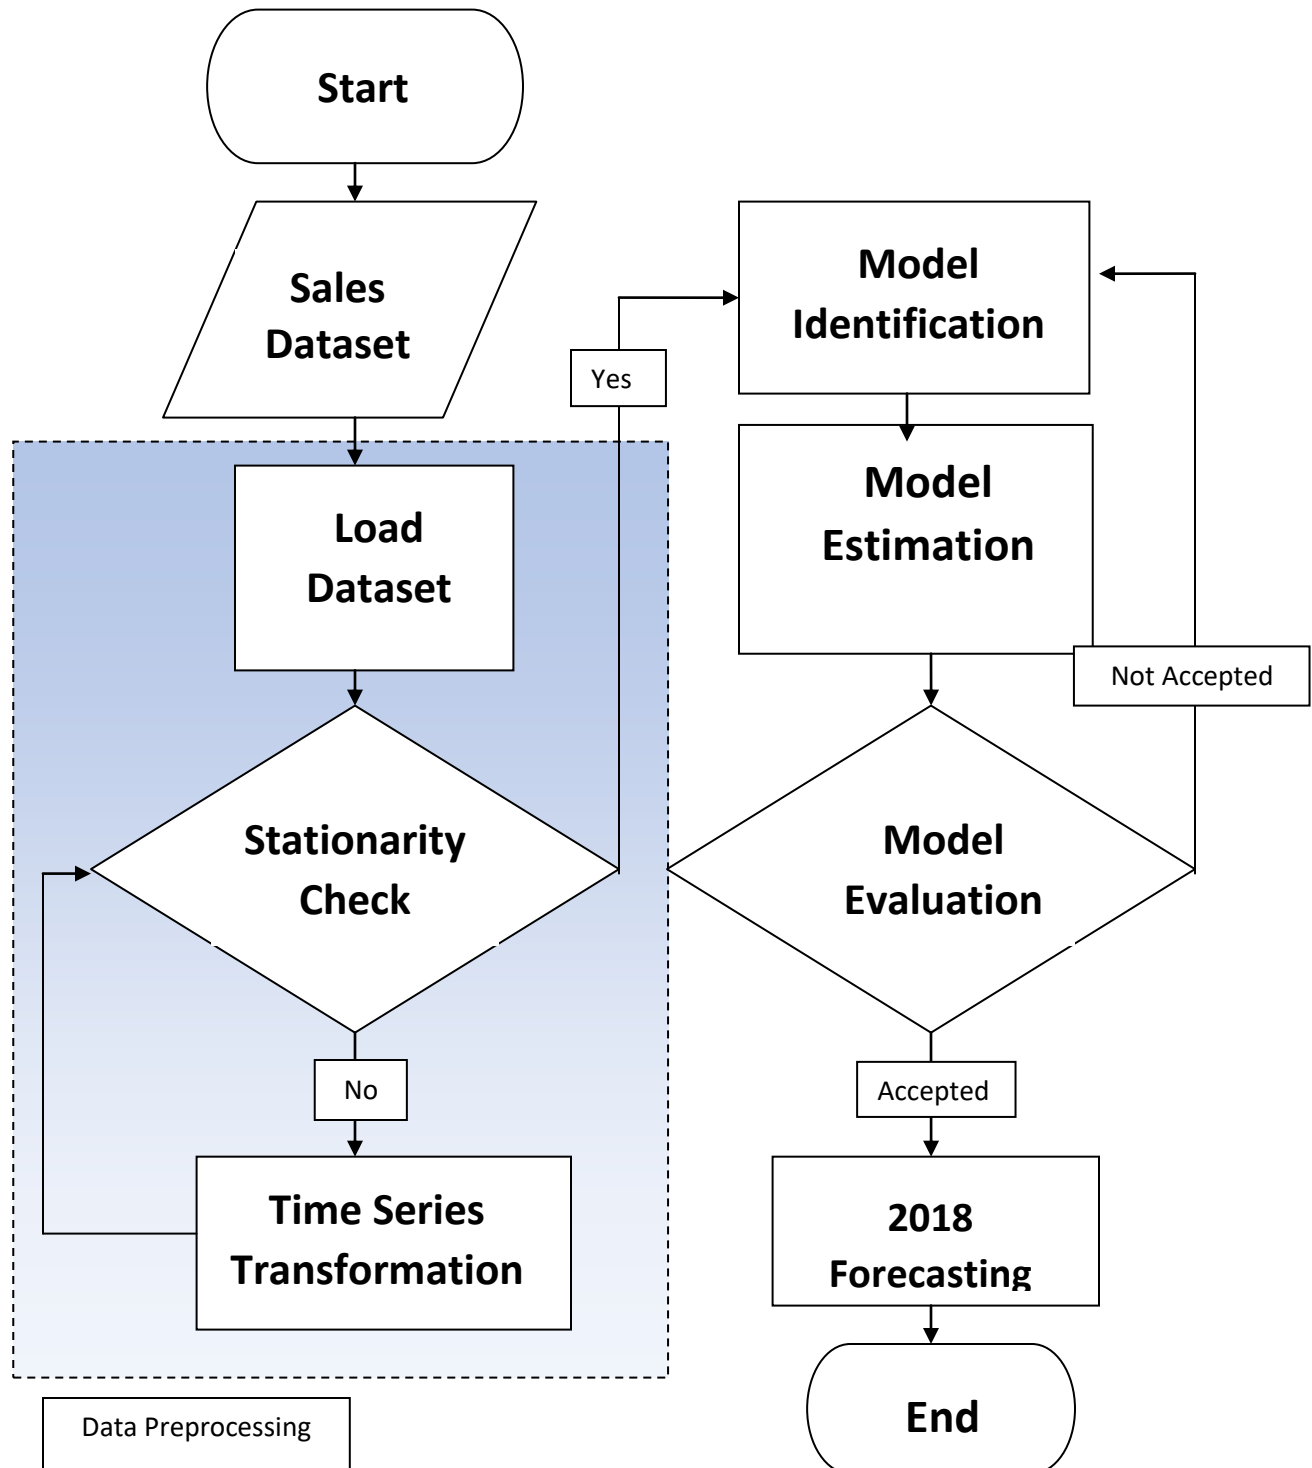 Start
Sales
Dataset
Load
Dataset
Stationarity
Check
Yes
No
Time Series
Transformation
Data Preprocessing
Model
Identification
Model
Estimation
Not Accepted
Model
Evaluation
Accepted
2018
Forecasting
End